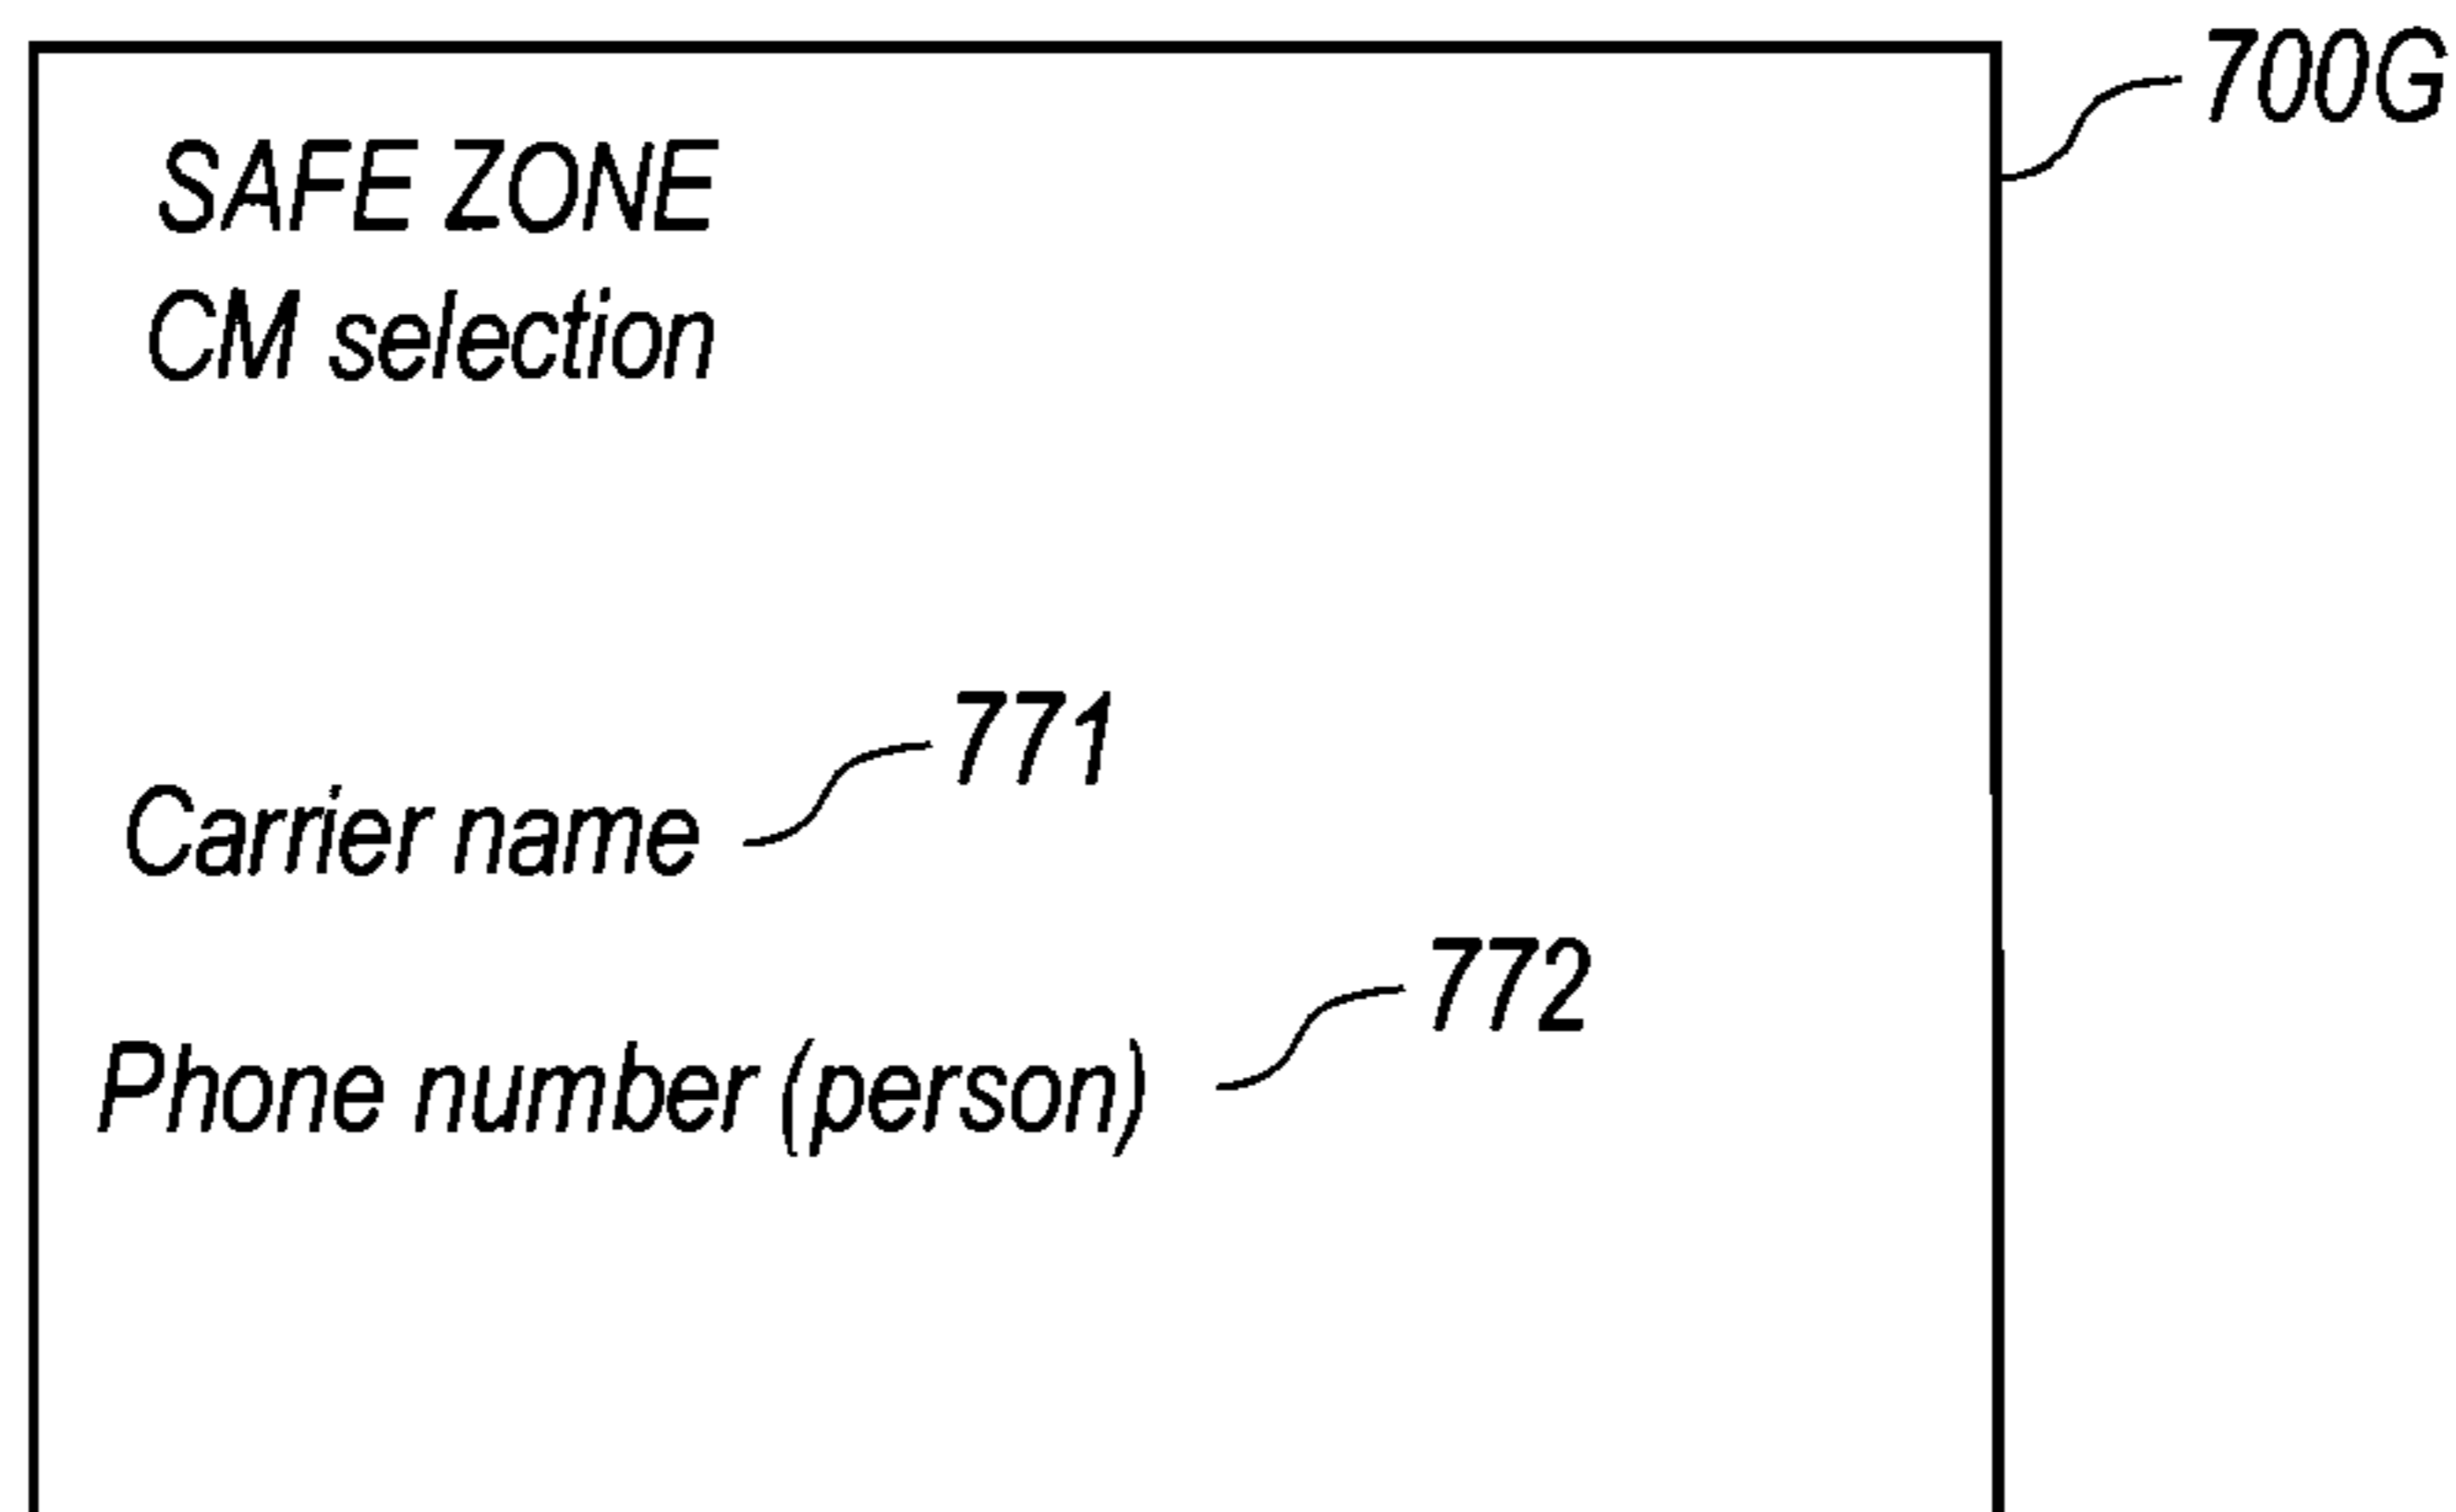 700G
SAFE ZONE
CM selection
771
Carrier name
772
Phone number (person)